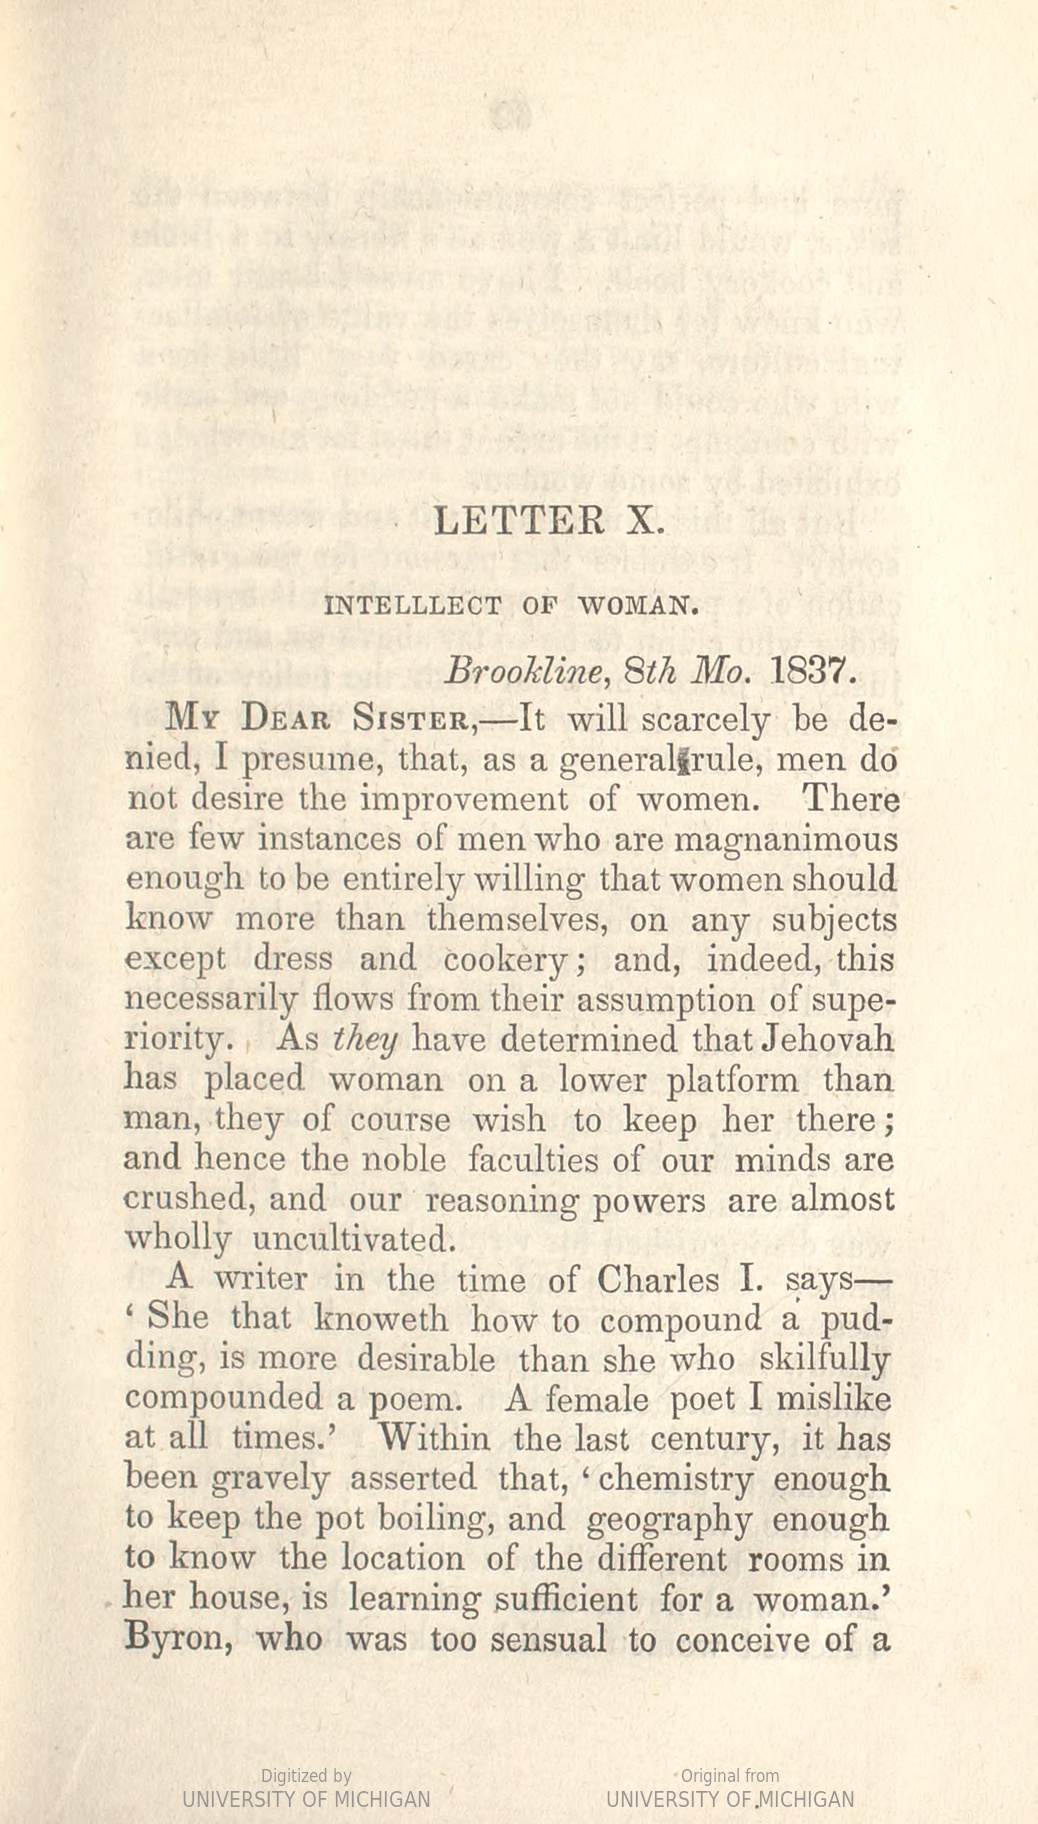 LETTER X.
INTELLLECT OF WOMAN.
Brookline, 8th Mo. 1837.
My Dear Sister,—It will scarcely be de-
nied, I presume, that, as a general rule, men do
not desire the improvement of women. There
are few instances of men who are magnanimous
enough to be entirely willing that women should
know more than themselves, on any subjects
except dress and cookery; and, indeed, this
necessarily flows from their assumption of supe-
riority. As they have determined that Jehovah
has placed woman on a lower platform than
man, they of course wish to keep her there;
and hence the noble faculties of our minds are
crushed, and our reasoning powers are almost
wholly uncultivated.
A writer in the time of Charles I. says—
‘ She that knoweth how to compound a pud-
ding, is more desirable than she who skilfully
compounded a poem. A female poet I mislike
at all times.’ Within the last century, it has
been gravely asserted that, ‘ chemistry enough
to keep the pot boiling, and geography enough
to know the location of the different rooms in
her house, is learning sufficient for a woman.’
Byron, who was too sensual to conceive of a
Digitized by
UNIVERSITY OF MICHIGAN
Original from
UNIVERSITY OF MICHIGAN